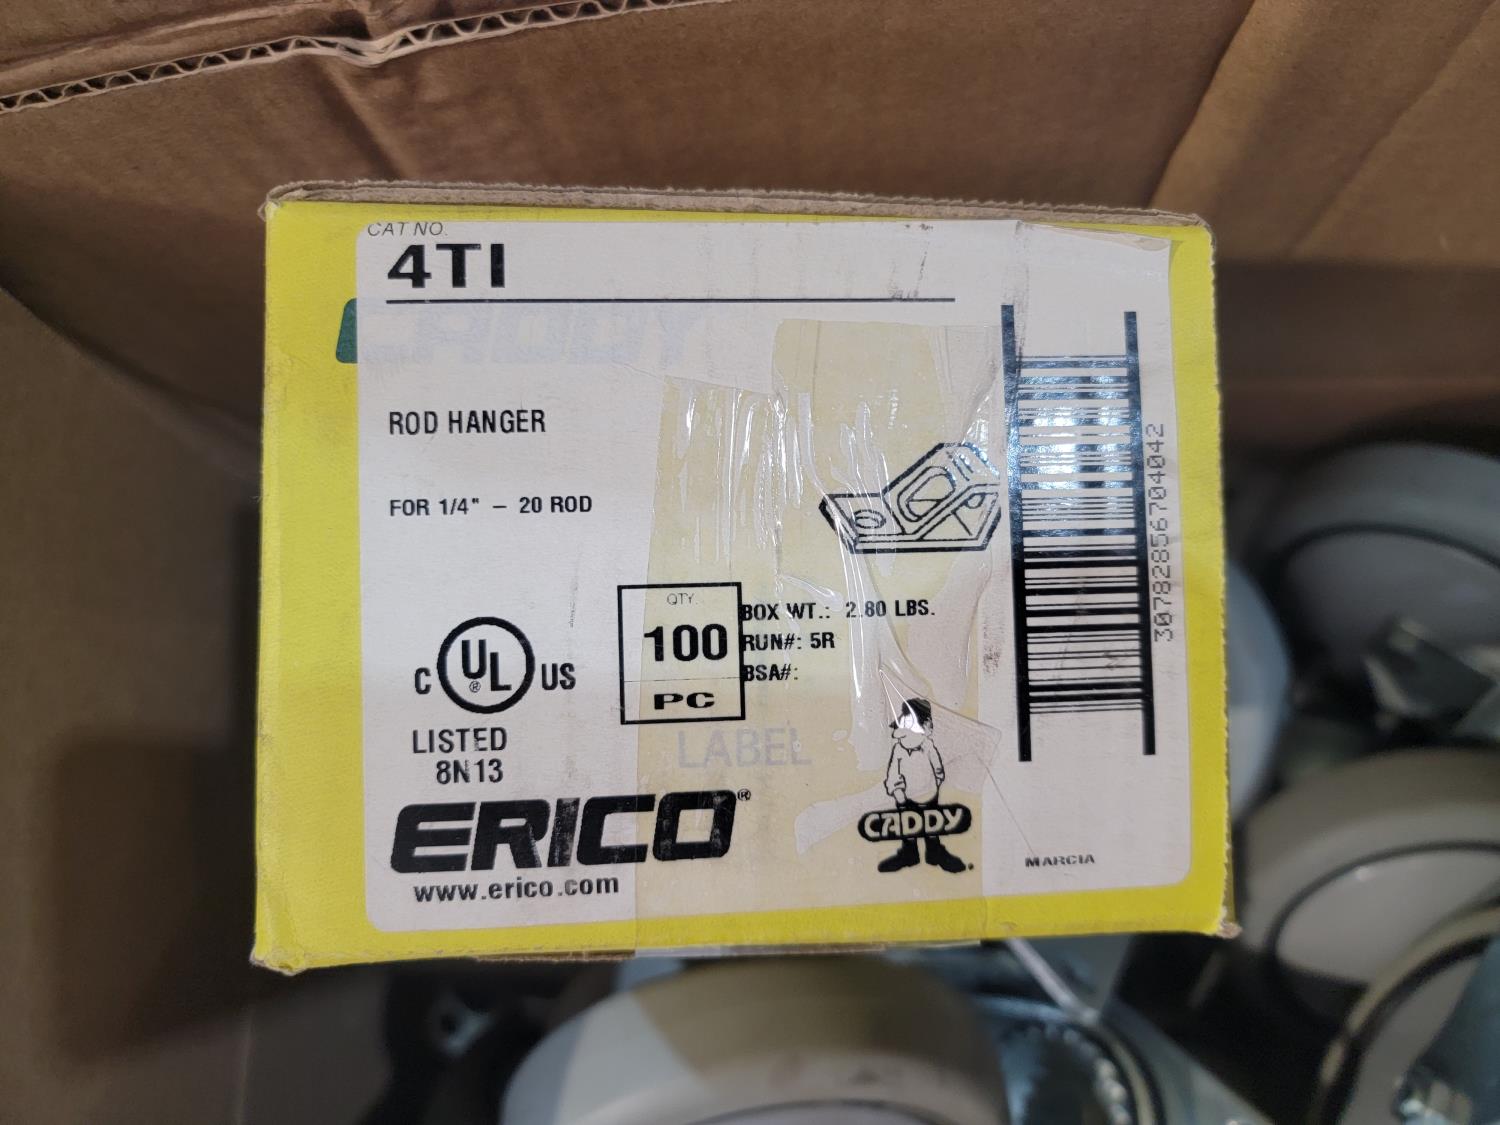 CAT NO.
4TI
CADDY
ROD HANGER
FOR 1/4" – 20 ROD
QTY.
100
PC
BOX WT.: 2.80 LBS.
RUN#: 5R
BSA#:
C UL® US
LISTED
8N13
LABEL
ERICO®
www.erico.com
CADDY
MARCIA
30782856704042